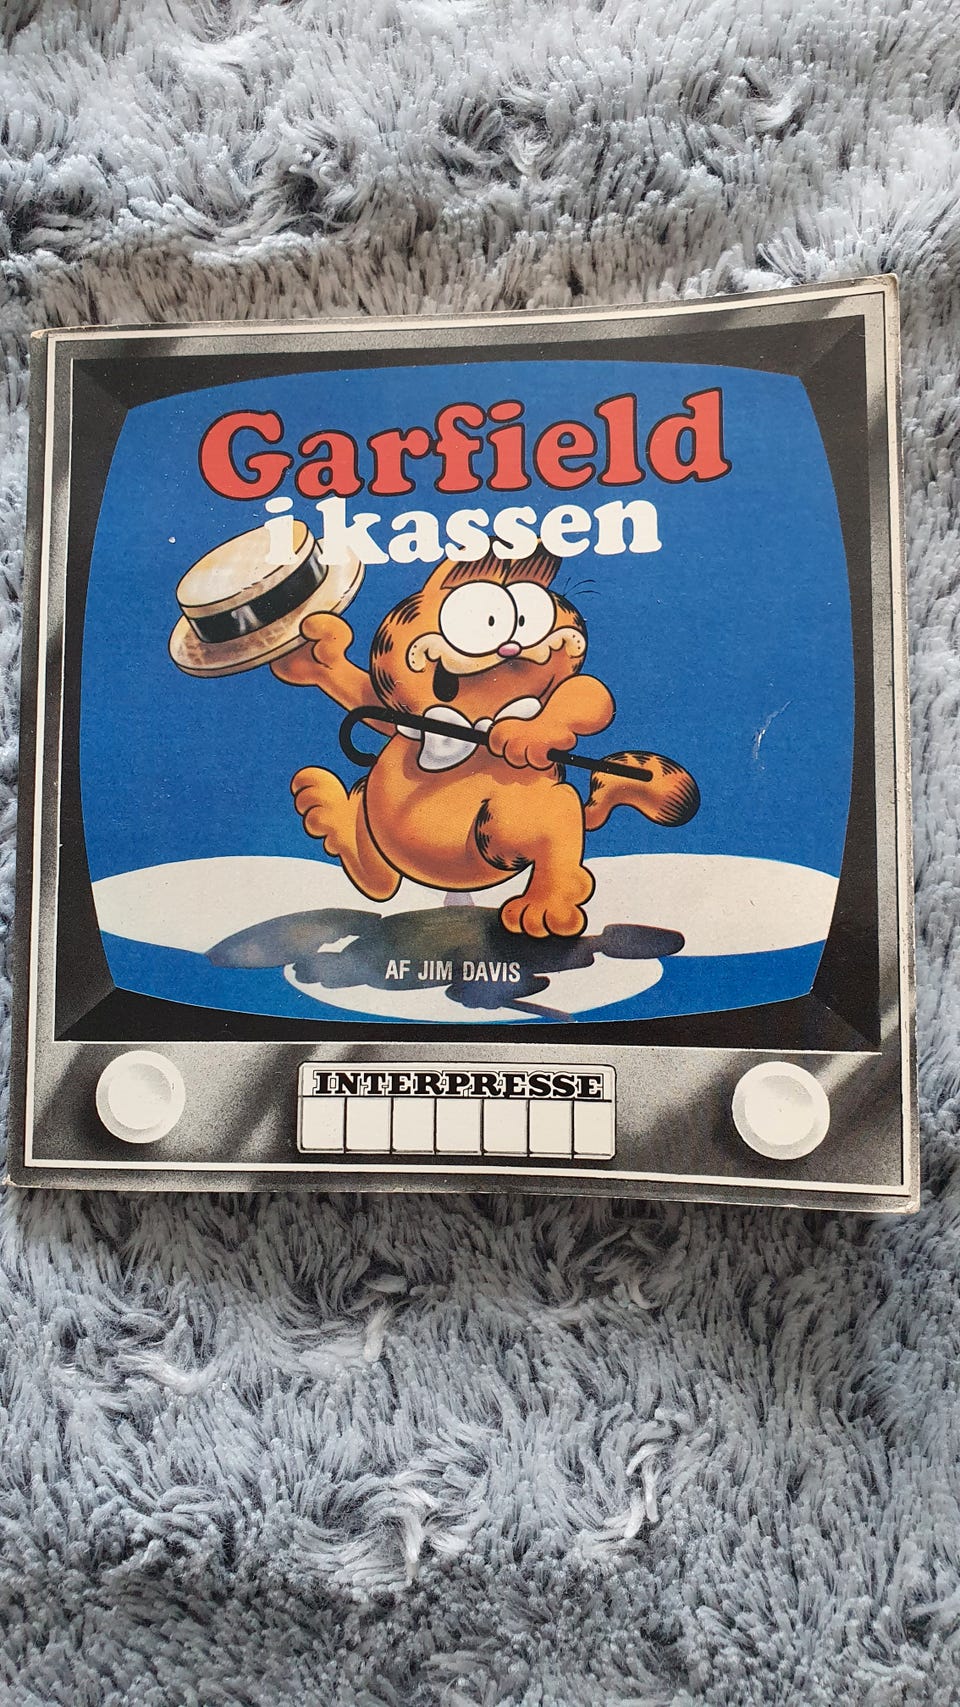 Garfield
i kassen
AF JIM DAVIS
INTERPRESSE